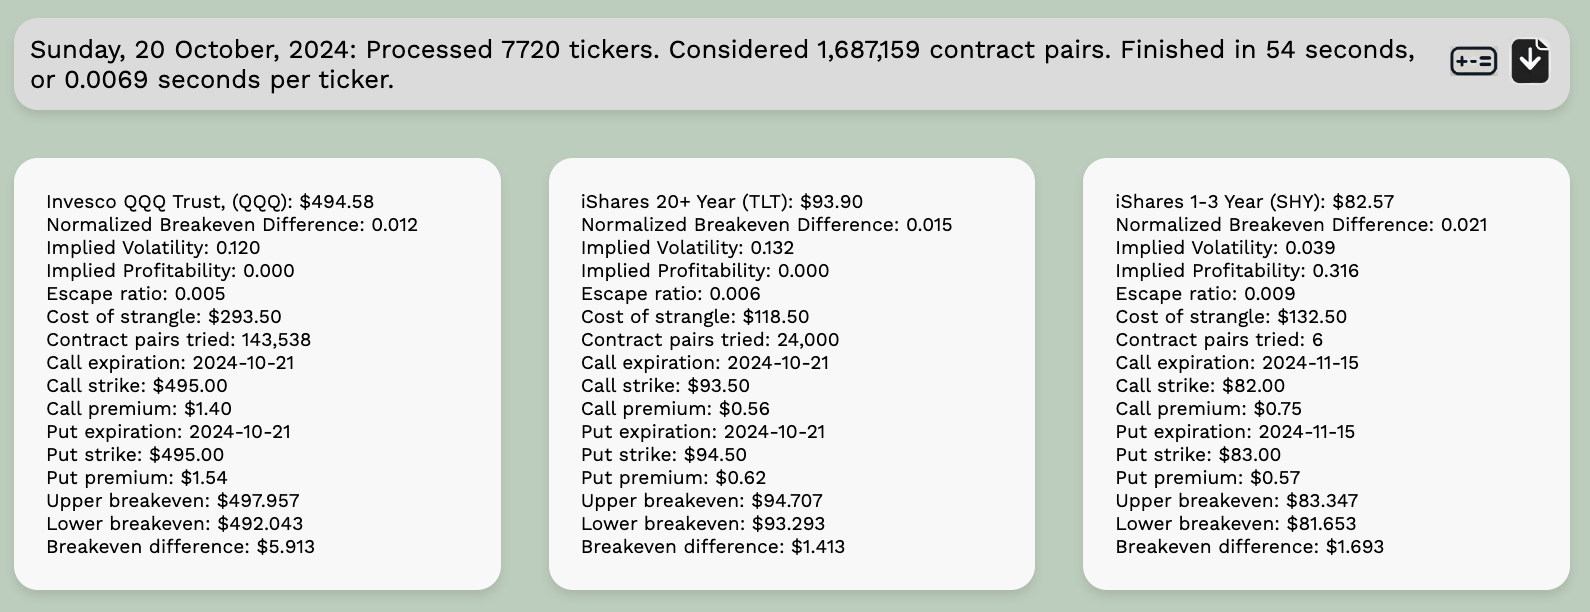 Sunday, 20 October, 2024: Processed 7720 tickers. Considered 1,687,159 contract pairs. Finished in 54 seconds,
or 0.0069 seconds per ticker.
Invesco QQQ Trust, (QQQ): $494.58
Normalized Breakeven Difference: 0.012
Implied Volatility: 0.120
Implied Profitability: 0.000
Escape ratio: 0.005
Cost of strangle: $293.50
Contract pairs tried: 143,538
Call expiration: 2024-10-21
Call strike: $495.00
Call premium: $1.40
Put expiration: 2024-10-21
Put strike: $495.00
Put premium: $1.54
Upper breakeven: $497.957
Lower breakeven: $492.043
Breakeven difference: $5.913
iShares 20+ Year (TLT): $93.90
Normalized Breakeven Difference: 0.015
Implied Volatility: 0.132
Implied Profitability: 0.000
Escape ratio: 0.006
Cost of strangle: $118.50
Contract pairs tried: 24,000
Call expiration: 2024-10-21
Call strike: $93.50
Call premium: $0.56
Put expiration: 2024-10-21
Put strike: $94.50
Put premium: $0.62
Upper breakeven: $94.707
Lower breakeven: $93.293
Breakeven difference: $1.413
iShares 1-3 Year (SHY): $82.57
Normalized Breakeven Difference: 0.021
Implied Volatility: 0.039
Implied Profitability: 0.316
Escape ratio: 0.009
Cost of strangle: $132.50
Contract pairs tried: 6
Call expiration: 2024-11-15
Call strike: $82.00
Call premium: $0.75
Put expiration: 2024-11-15
Put strike: $83.00
Put premium: $0.57
Upper breakeven: $83.347
Lower breakeven: $81.653
Breakeven difference: $1.693